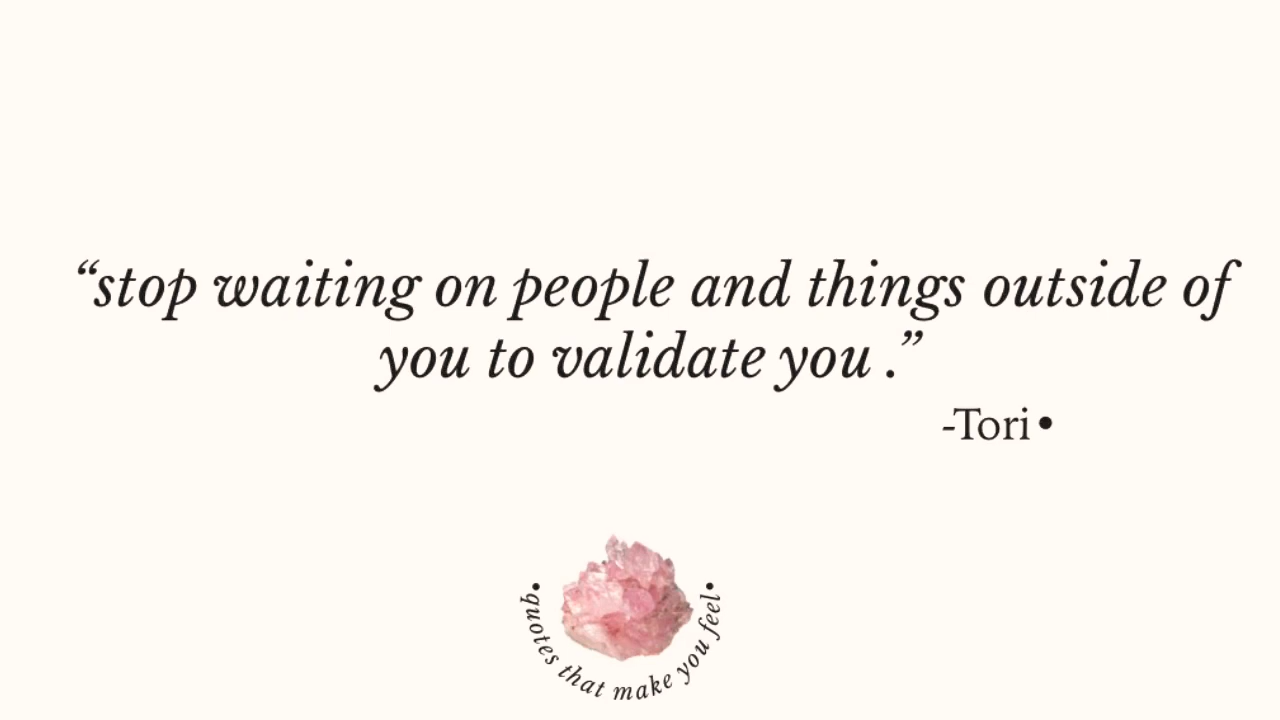 “stop waiting on people and things outside of
you to validate you .”
-Tori•
•quotes that make you feel•